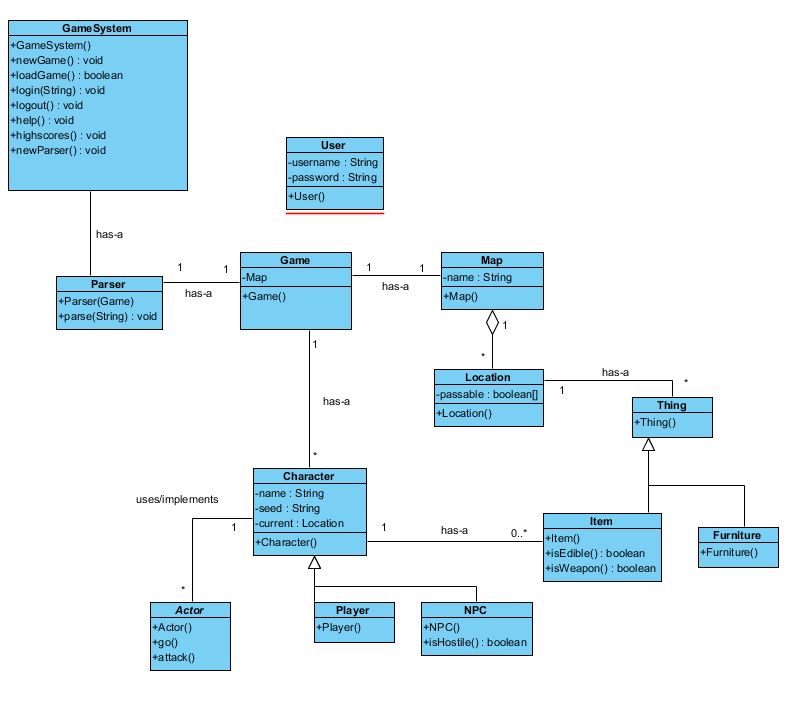 GameSystem
+GameSystem()
+newGame() : void
+loadGame() : boolean
+login(String) : void
+logout() : void
+help() : void
+highscores() : void
+newParser() : void
User
-username : String
-password : String
+User()
has-a
Parser
+Parser(Game)
+parse(String) : void
1
1
has-a
Game
-Map
+Game()
1
1
has-a
Map
-name : String
+Map()
1
*
Location
-passable : boolean[]
+Location()
has-a
1
*
Thing
+Thing()
1
has-a
*
Character
-name : String
-seed : String
-current : Location
+Character()
uses/implements
1
*
1
has-a
0..*
Item
+Item()
+isEdible() : boolean
+isWeapon() : boolean
Furniture
+Furniture()
Actor
+Actor()
+go()
+attack()
Player
+Player()
NPC
+NPC()
+isHostile() : boolean